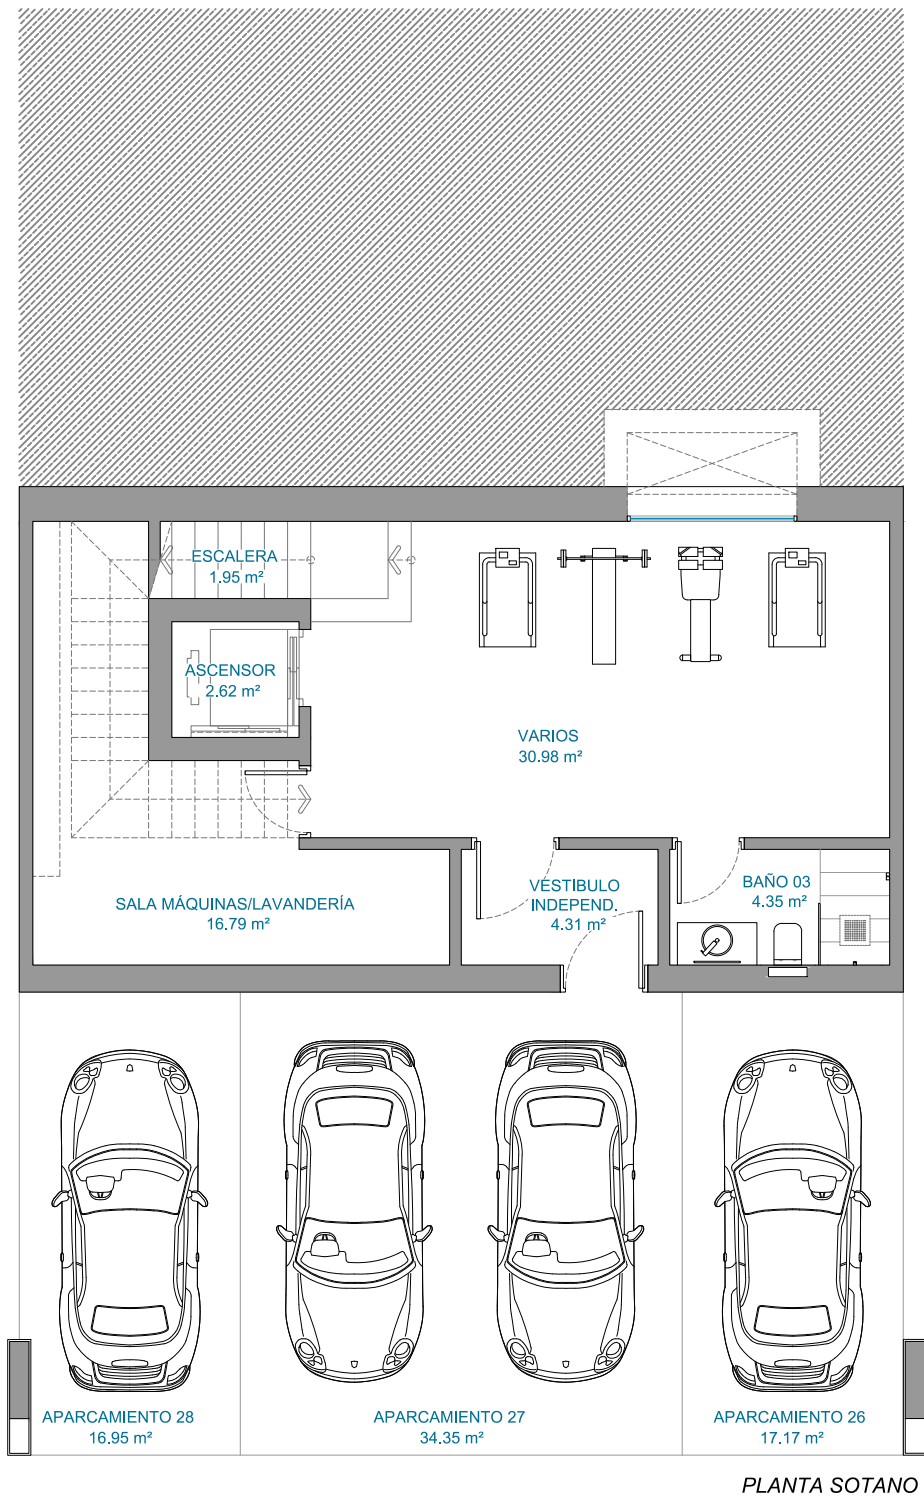 ESCALERA
1.95 m²
ASCENSOR
2.62 m²
VARIOS
30.98 m²
SALA MÁQUINAS/LAVANDERÍA
16.79 m²
VESTIBULO
INDEPEND.
4.31 m²
BAÑO 03
4.35 m²
APARCAMIENTO 28
16.95 m²
APARCAMIENTO 27
34.35 m²
APARCAMIENTO 26
17.17 m²
PLANTA SOTANO